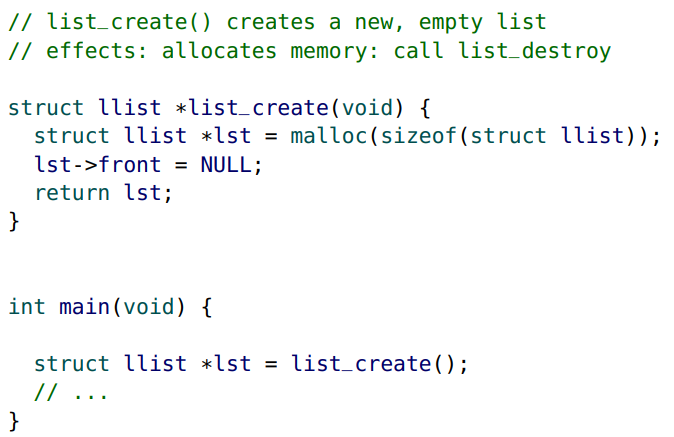 // list_create() creates a new, empty list
// effects: allocates memory: call list_destroy
struct llist *list_create(void) {
  struct llist *lst = malloc(sizeof(struct llist));
  lst->front = NULL;
  return lst;
}
int main(void) {
  struct llist *lst = list_create();
  // ...
}